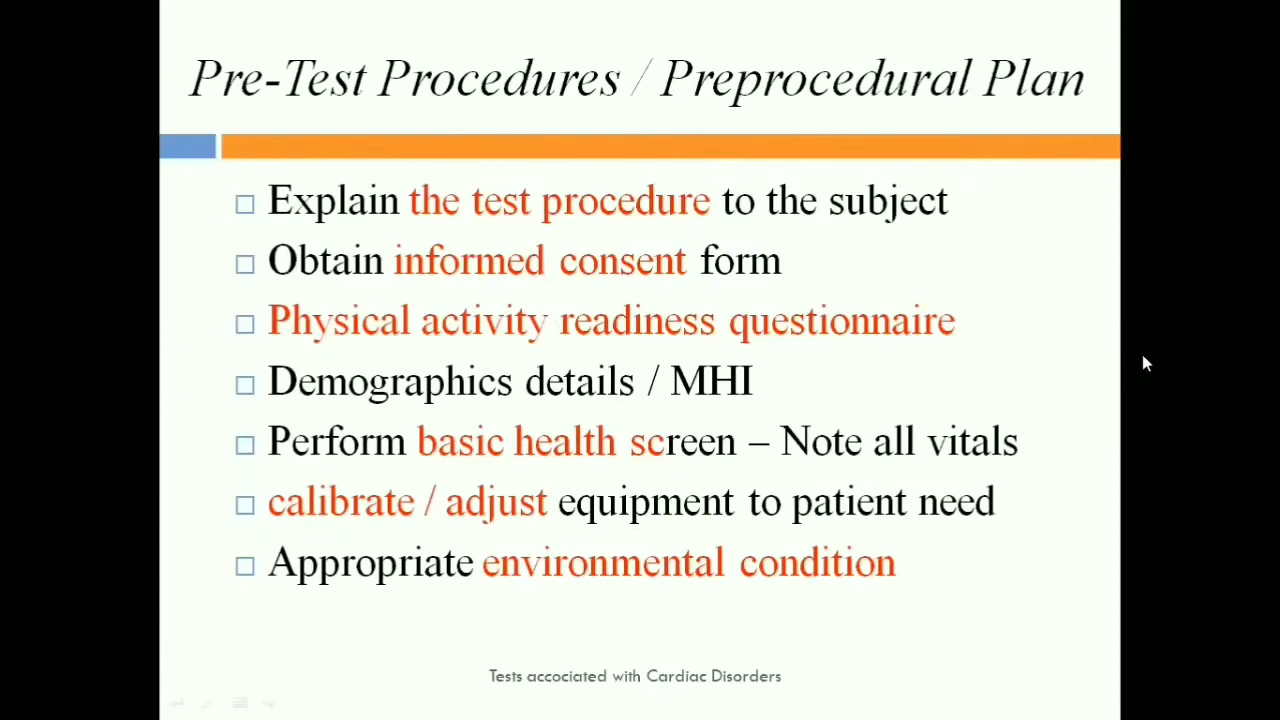 Pre-Test Procedures / Preprocedural Plan
Explain the test procedure to the subject
Obtain informed consent form
Physical activity readiness questionnaire
Demographics details / MHI
Perform basic health screen – Note all vitals
calibrate / adjust equipment to patient need
Appropriate environmental condition
Tests accociated with Cardiac Disorders